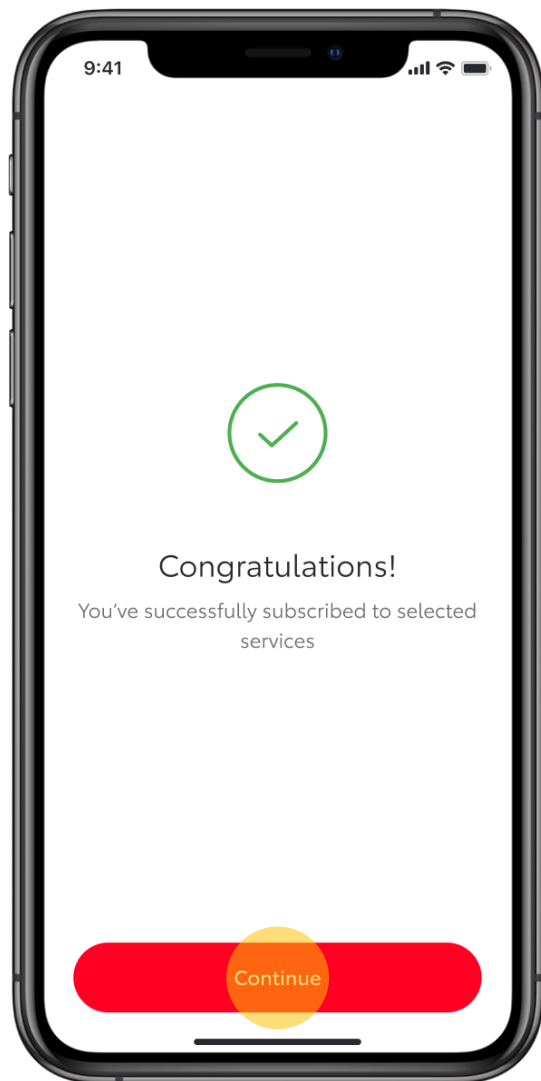 9:41
Congratulations!
You've successfully subscribed to selected
services
Continue